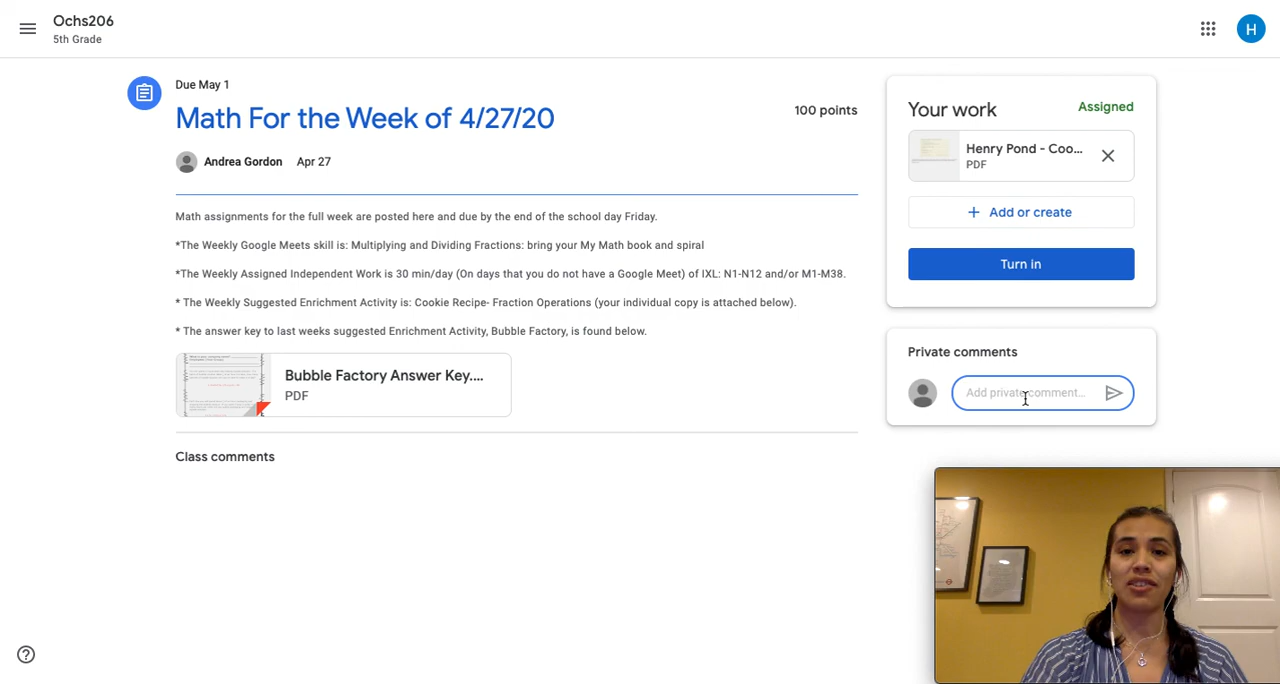 Ochs206
5th Grade
H
Due May 1
Math For the Week of 4/27/20
100 points
Andrea Gordon Apr 27
Math assignments for the full week are posted here and due by the end of the school day Friday.
*The Weekly Google Meets skill is: Multiplying and Dividing Fractions: bring your My Math book and spiral
*The Weekly Assigned Independent Work is 30 min/day (On days that you do not have a Google Meet) of IXL: N1-N12 and/or M1-M38.
* The Weekly Suggested Enrichment Activity is: Cookie Recipe- Fraction Operations (your individual copy is attached below).
* The answer key to last weeks suggested Enrichment Activity, Bubble Factory, is found below.
Bubble Factory Answer Key....
PDF
Class comments
Your work
Assigned
Henry Pond - Coo...
PDF
+ Add or create
Turn in
Private comments
Add private comment...